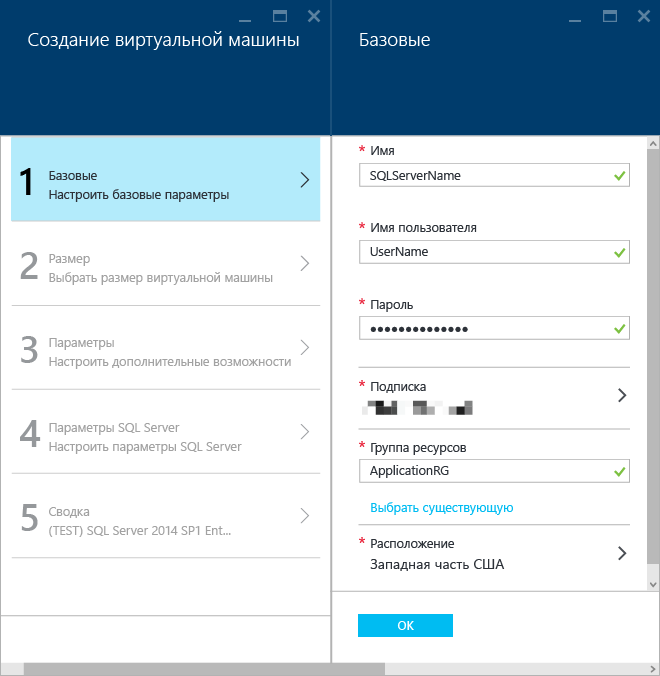 Создание виртуальной машины
1
Базовые
Настроить базовые параметры
2
Размер
Выбрать размер виртуальной машины
3
Параметры
Настроить дополнительные возможности
4
Параметры SQL Server
Настроить параметры SQL Server
5
Сводка
(TEST) SQL Server 2014 SP1 Ent...
Базовые
* Имя
SQLServerName
* Имя пользователя
UserName
* Пароль
●●●●●●●●●●●●●●
* Подписка
* Группа ресурсов
ApplicationRG
Выбрать существующую
* Расположение
Западная часть США
ОК